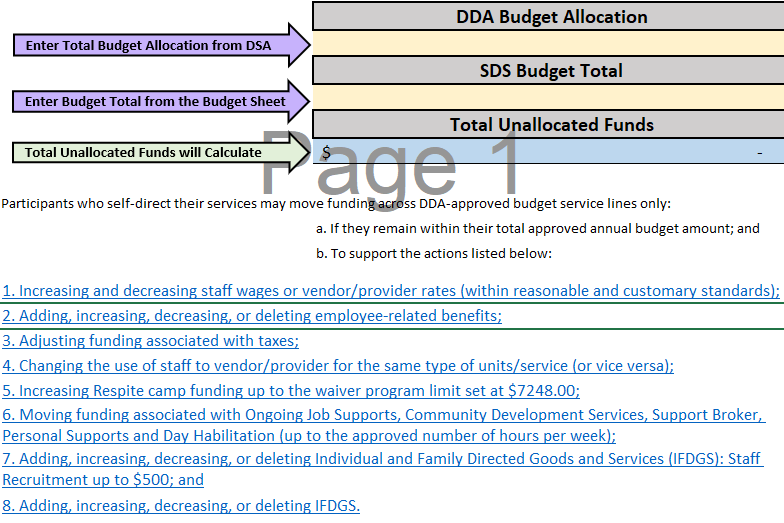 DDA Budget Allocation
Enter Total Budget Allocation from DSA
SDS Budget Total
Enter Budget Total from the Budget Sheet
Total Unallocated Funds
Total Unallocated Funds will Calculate
$ -
Page 1
Participants who self-direct their services may move funding across DDA-approved budget service lines only:
a. If they remain within their total approved annual budget amount; and
b. To support the actions listed below:
1. Increasing and decreasing staff wages or vendor/provider rates (within reasonable and customary standards);
2. Adding, increasing, decreasing, or deleting employee-related benefits;
3. Adjusting funding associated with taxes;
4. Changing the use of staff to vendor/provider for the same type of units/service (or vice versa);
5. Increasing Respite camp funding up to the waiver program limit set at $7248.00;
6. Moving funding associated with Ongoing Job Supports, Community Development Services, Support Broker,
Personal Supports and Day Habilitation (up to the approved number of hours per week);
7. Adding, increasing, decreasing, or deleting Individual and Family Directed Goods and Services (IFDGS): Staff
Recruitment up to $500; and
8. Adding, increasing, decreasing, or deleting IFDGS.